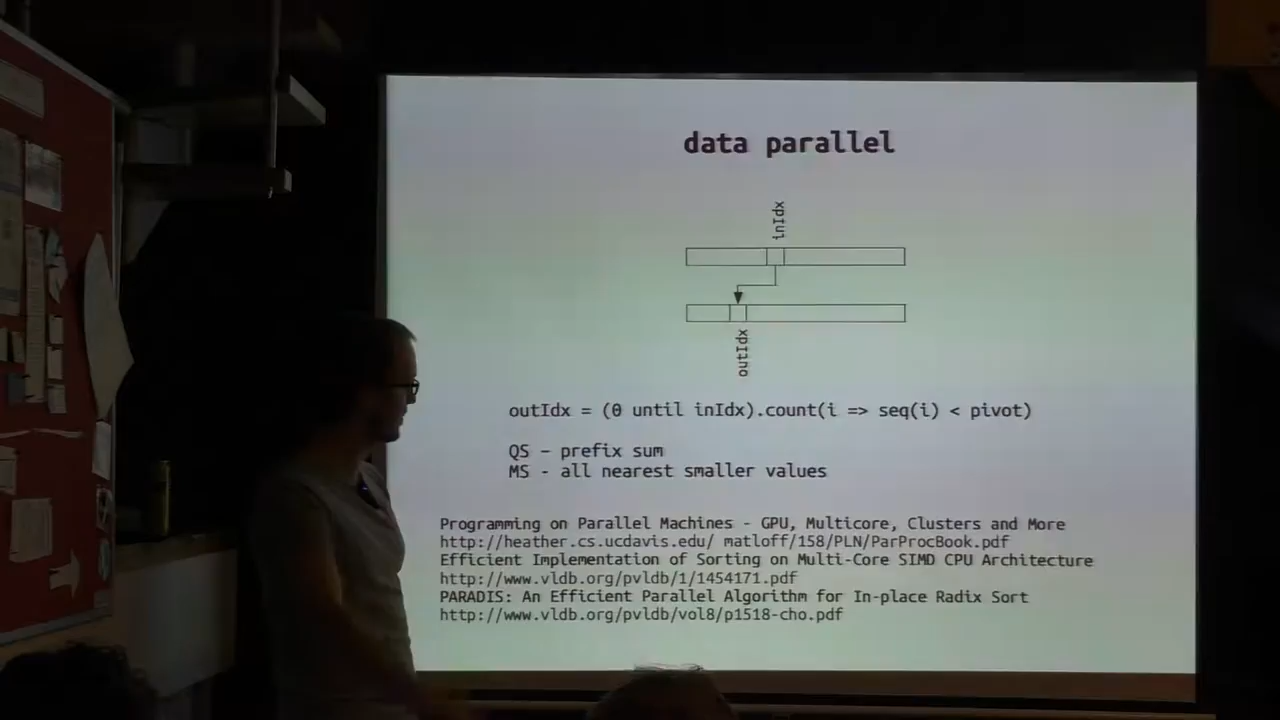 data parallel
inIdx
outIdx
outIdx = (0 until inIdx).count(i => seq(i) < pivot)
QS – prefix sum
MS - all nearest smaller values
Programming on Parallel Machines - GPU, Multicore, Clusters and More
http://heather.cs.ucdavis.edu/ matloff/158/PLN/ParProcBook.pdf
Efficient Implementation of Sorting on Multi-Core SIMD CPU Architecture
http://www.vldb.org/pvldb/1/1454171.pdf
PARADIS: An Efficient Parallel Algorithm for In-place Radix Sort
http://www.vldb.org/pvldb/vol8/p1518-cho.pdf